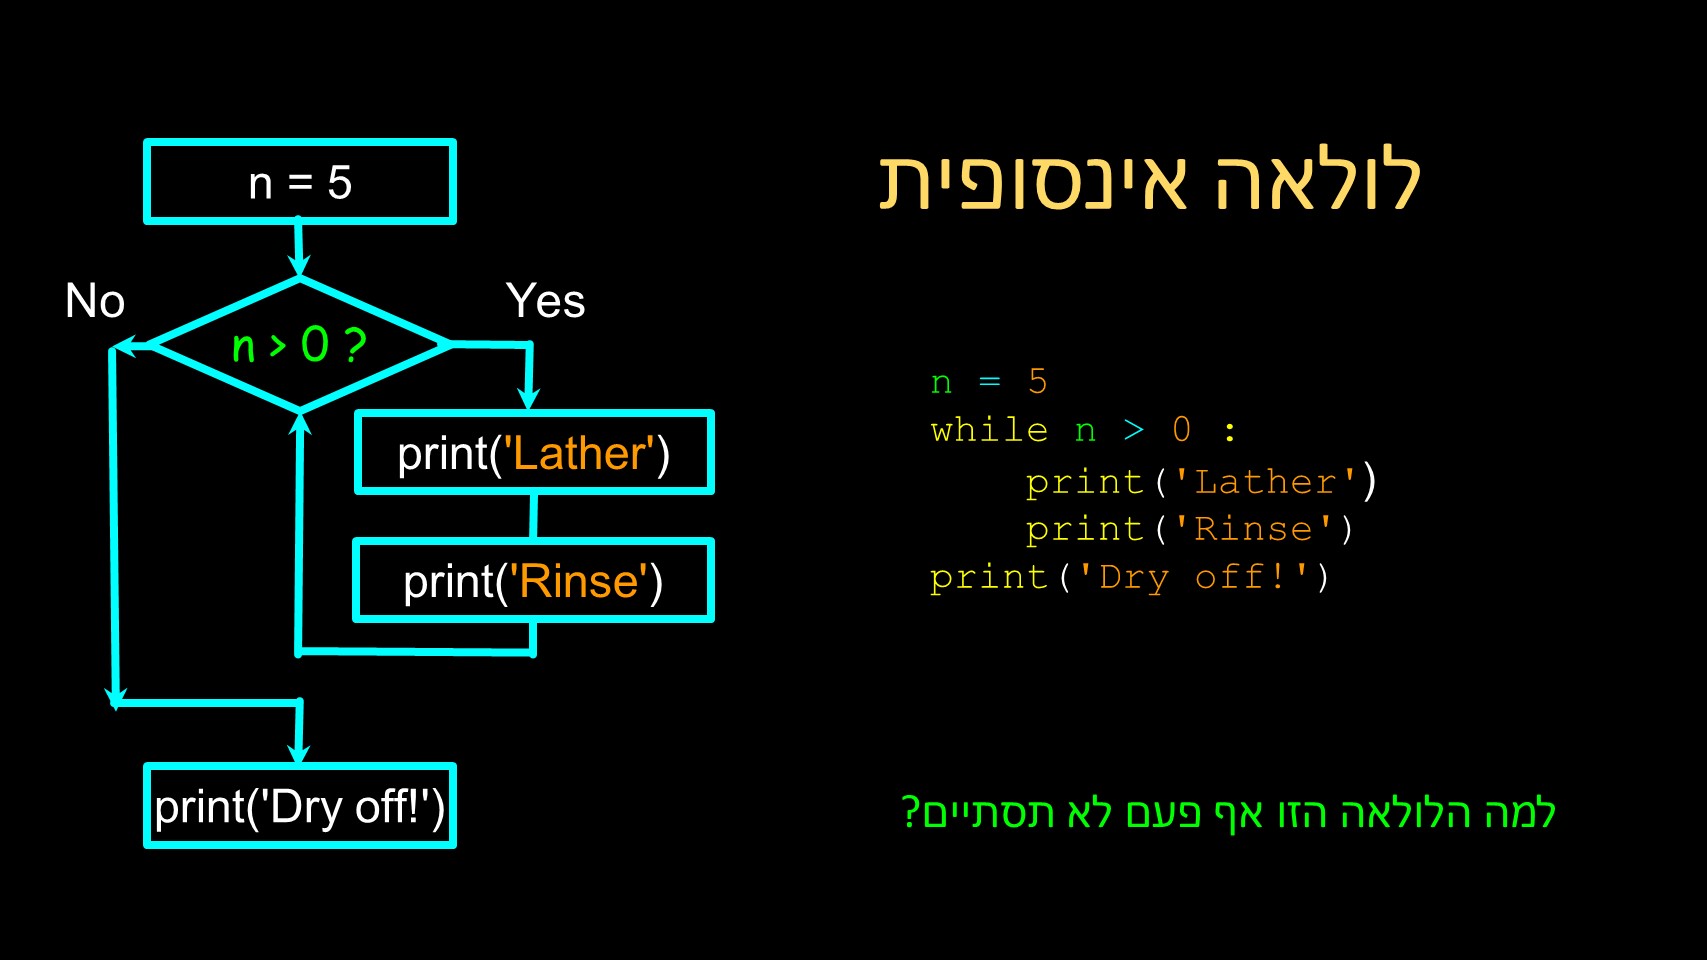 לולאה אינסופית
n = 5
No
Yes
n > 0 ?
print('Lather')
print('Rinse')
print('Dry off!')
n = 5
while n > 0 :
    print('Lather')
    print('Rinse')
print('Dry off!')
למה הלולאה הזו אף פעם לא תסתיים?